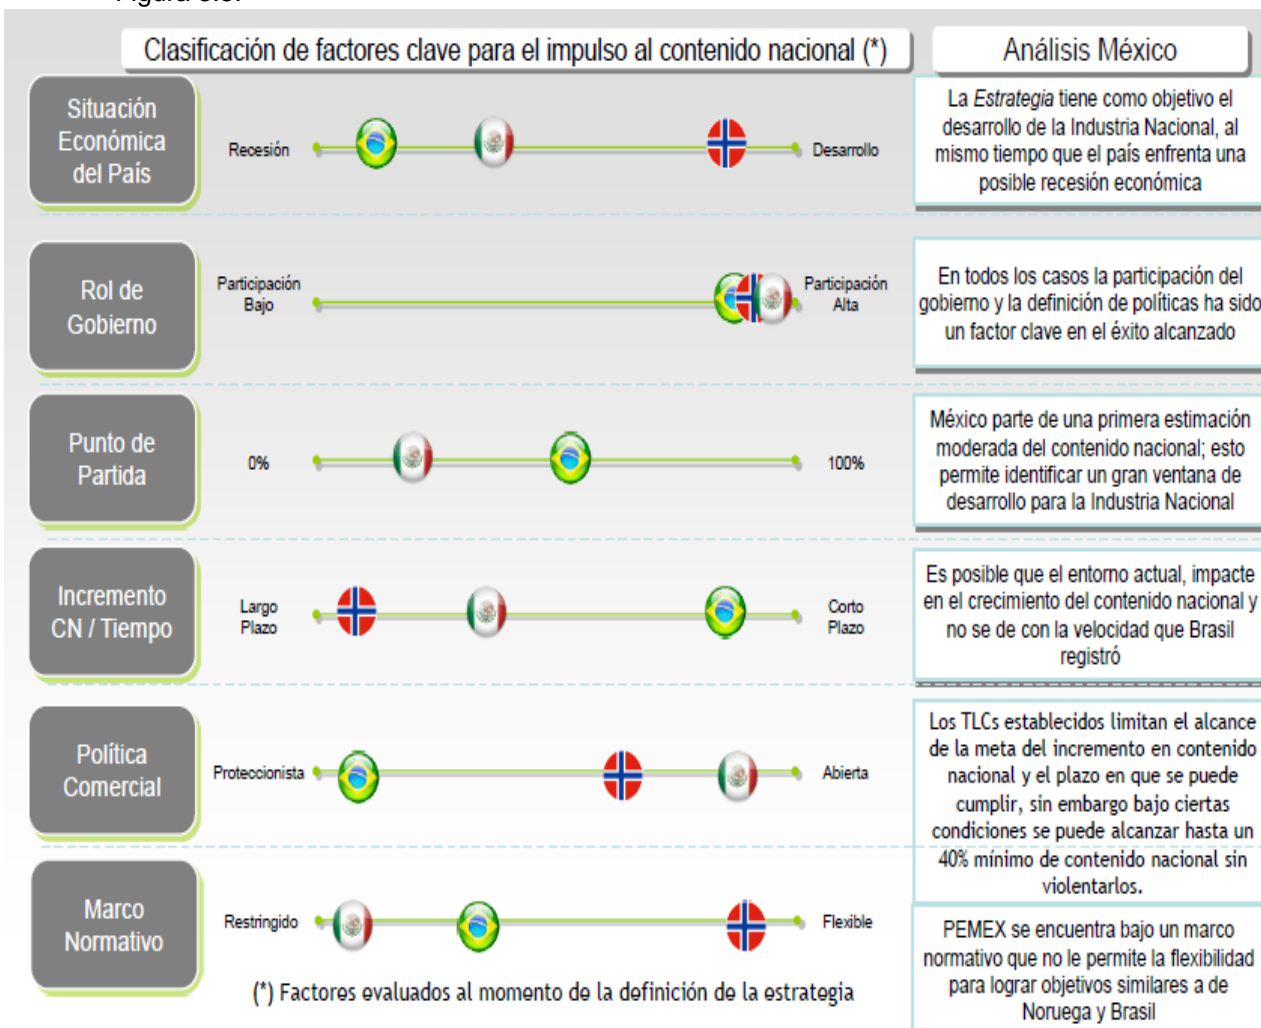 Clasificación de factores clave para el impulso al contenido nacional (*)
Análisis México
Situación
Económica
del País
Recesión
Desarrollo
La Estrategia tiene como objetivo el
desarrollo de la Industria Nacional, al
mismo tiempo que el país enfrenta una
posible recesión económica
Rol de
Gobierno
Participación
Bajo
Participación
Alta
En todos los casos la participación del
gobierno y la definición de políticas ha sido
un factor clave en el éxito alcanzado
Punto de
Partida
0%
100%
México parte de una primera estimación
moderada del contenido nacional; esto
permite identificar un gran ventana de
desarrollo para la Industria Nacional
Incremento
CN / Tiempo
Largo
Plazo
Corto
Plazo
Es posible que el entorno actual, impacte
en el crecimiento del contenido nacional y
no se de con la velocidad que Brasil
registró
Política
Comercial
Proteccionista
Abierta
Los TLCs establecidos limitan el alcance
de la meta del incremento en contenido
nacional y el plazo en que se puede
cumplir, sin embargo bajo ciertas
condiciones se puede alcanzar hasta un
40% mínimo de contenido nacional sin
violentarlos.
Marco
Normativo
Restringido
Flexible
PEMEX se encuentra bajo un marco
normativo que no le permite la flexibilidad
para lograr objetivos similares a de
Noruega y Brasil
(*) Factores evaluados al momento de la definición de la estrategia